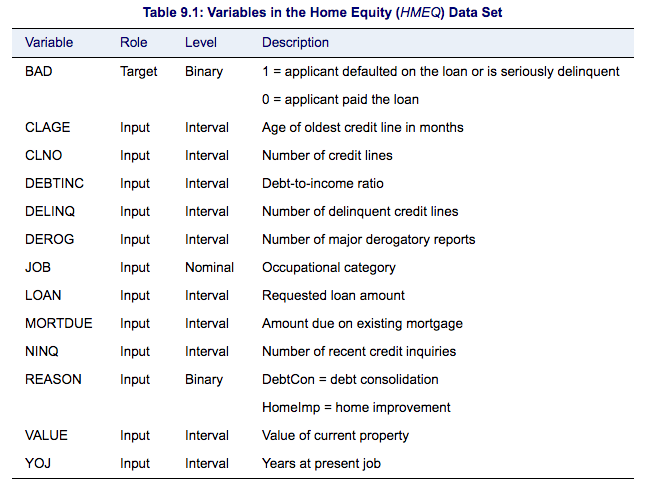 Table 9.1: Variables in the Home Equity (HMEQ) Data Set
Variable Role Level Description
BAD Target Binary 1 = applicant defaulted on the loan or is seriously delinquent
0 = applicant paid the loan
CLAGE Input Interval Age of oldest credit line in months
CLNO Input Interval Number of credit lines
DEBTINC Input Interval Debt-to-income ratio
DELINQ Input Interval Number of delinquent credit lines
DEROG Input Interval Number of major derogatory reports
JOB Input Nominal Occupational category
LOAN Input Interval Requested loan amount
MORTDUE Input Interval Amount due on existing mortgage
NINQ Input Interval Number of recent credit inquiries
REASON Input Binary DebtCon = debt consolidation
HomeImp = home improvement
VALUE Input Interval Value of current property
YOJ Input Interval Years at present job